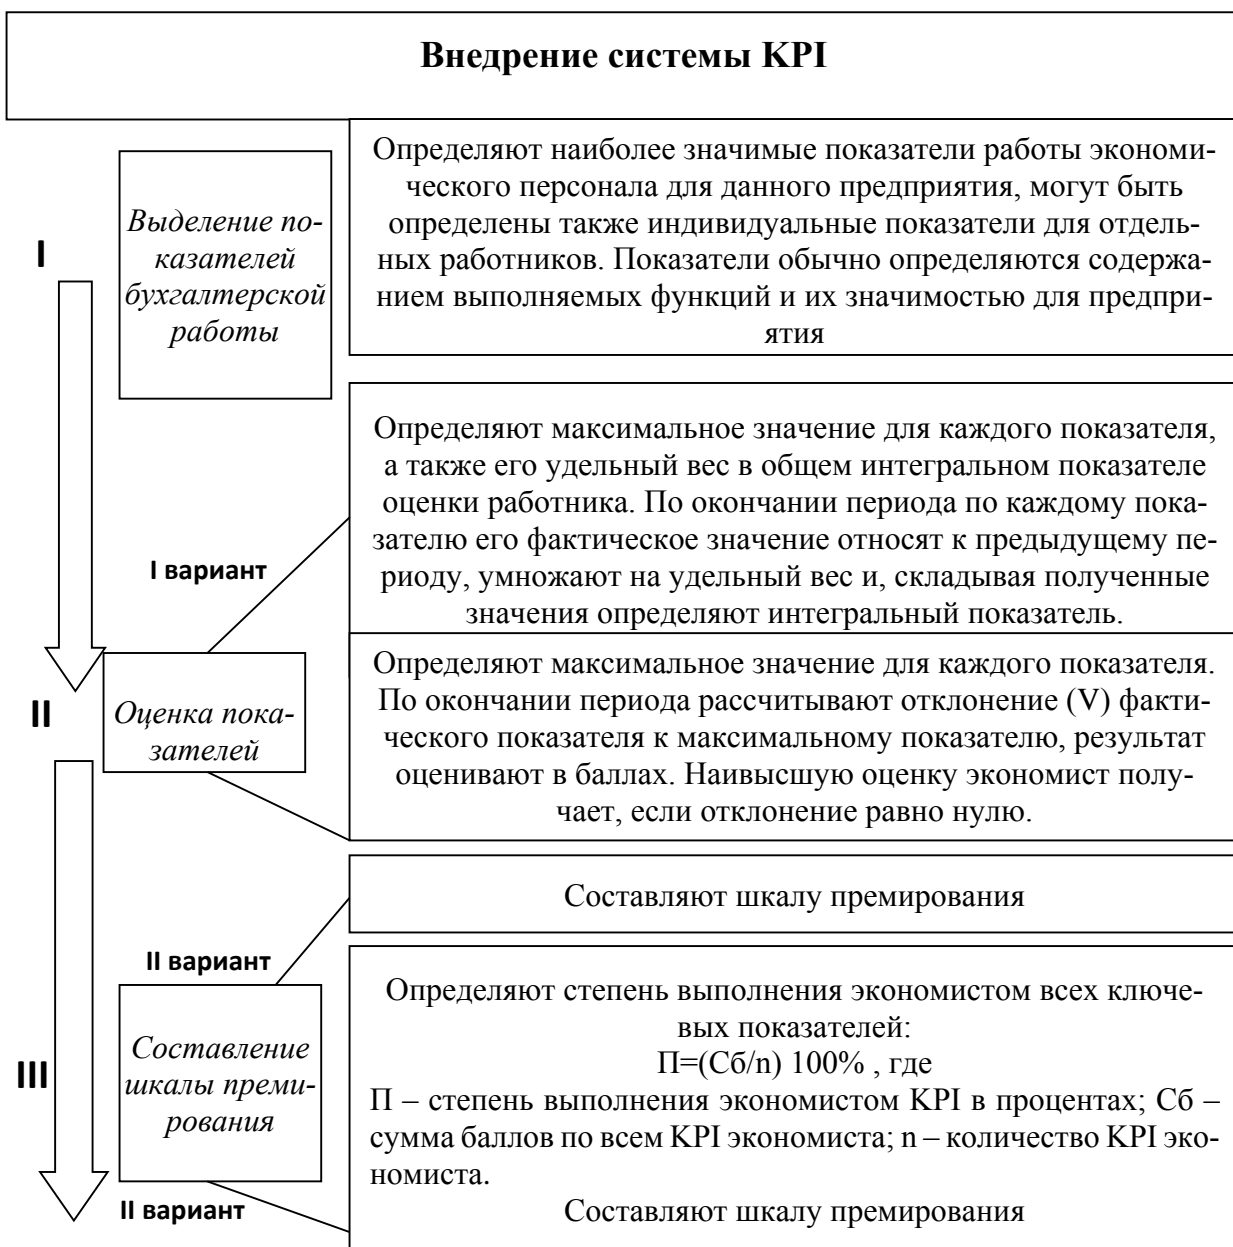 Внедрение системы KPI
I
Выделение по-
казателей
бухгалтерской
работы
Определяют наиболее значимые показатели работы экономи-
ческого персонала для данного предприятия, могут быть
определены также индивидуальные показатели для отдель-
ных работников. Показатели обычно определяются содержа-
нием выполняемых функций и их значимостью для предпри-
ятия
I вариант
Определяют максимальное значение для каждого показателя,
а также его удельный вес в общем интегральном показателе
оценки работника. По окончании периода по каждому пока-
зателю его фактическое значение относят к предыдущему пе-
риоду, умножают на удельный вес и, складывая полученные
значения определяют интегральный показатель.
II
Оценка пока-
зателей
Определяют максимальное значение для каждого показателя.
По окончании периода рассчитывают отклонение (V) факти-
ческого показателя к максимальному показателю, результат
оценивают в баллах. Наивысшую оценку экономист полу-
чает, если отклонение равно нулю.
Составляют шкалу премирования
II вариант
III
Составление
шкалы преми-
рования
Определяют степень выполнения экономистом всех ключе-
вых показателей:
П=(Сб/n) 100% , где
П – степень выполнения экономистом KPI в процентах; Сб –
сумма баллов по всем KPI экономиста; n – количество KPI эко-
номиста.
II вариант
Составляют шкалу премирования